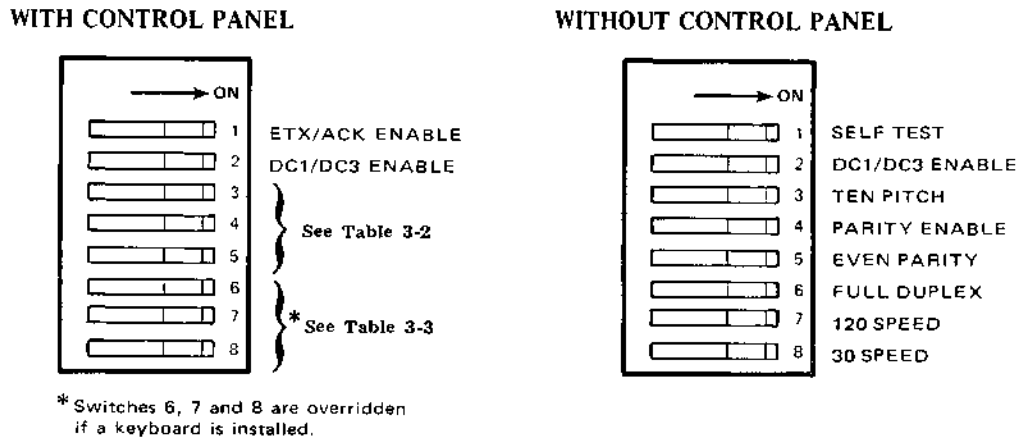 WITH CONTROL PANEL
ON
1 ETX/ACK ENABLE
2 DC1/DC3 ENABLE
3
4 See Table 3-2
5
6
7 * See Table 3-3
8
* Switches 6, 7 and 8 are overridden
if a keyboard is installed.
WITHOUT CONTROL PANEL
ON
1 SELF TEST
2 DC1/DC3 ENABLE
3 TEN PITCH
4 PARITY ENABLE
5 EVEN PARITY
6 FULL DUPLEX
7 120 SPEED
8 30 SPEED